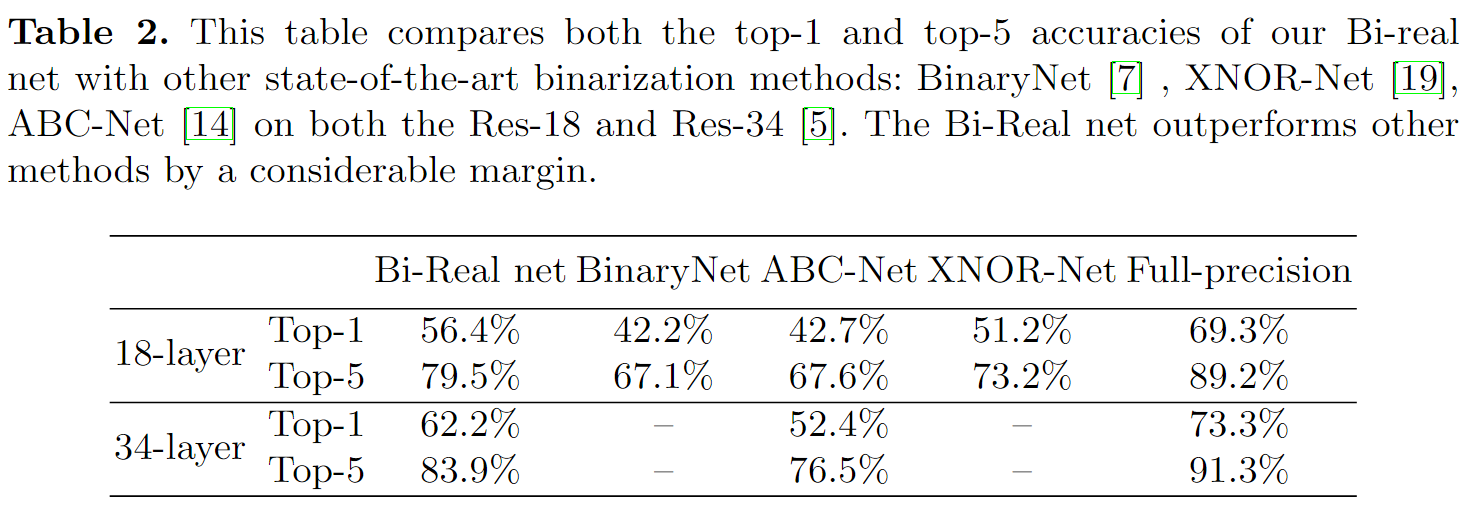 Table 2. This table compares both the top-1 and top-5 accuracies of our Bi-real
net with other state-of-the-art binarization methods: BinaryNet [7] , XNOR-Net [19],
ABC-Net [14] on both the Res-18 and Res-34 [5]. The Bi-Real net outperforms other
methods by a considerable margin.
Bi-Real net BinaryNet ABC-Net XNOR-Net Full-precision
18-layer
Top-1 56.4% 42.2% 42.7% 51.2% 69.3%
Top-5 79.5% 67.1% 67.6% 73.2% 89.2%
34-layer
Top-1 62.2% – 52.4% – 73.3%
Top-5 83.9% – 76.5% – 91.3%